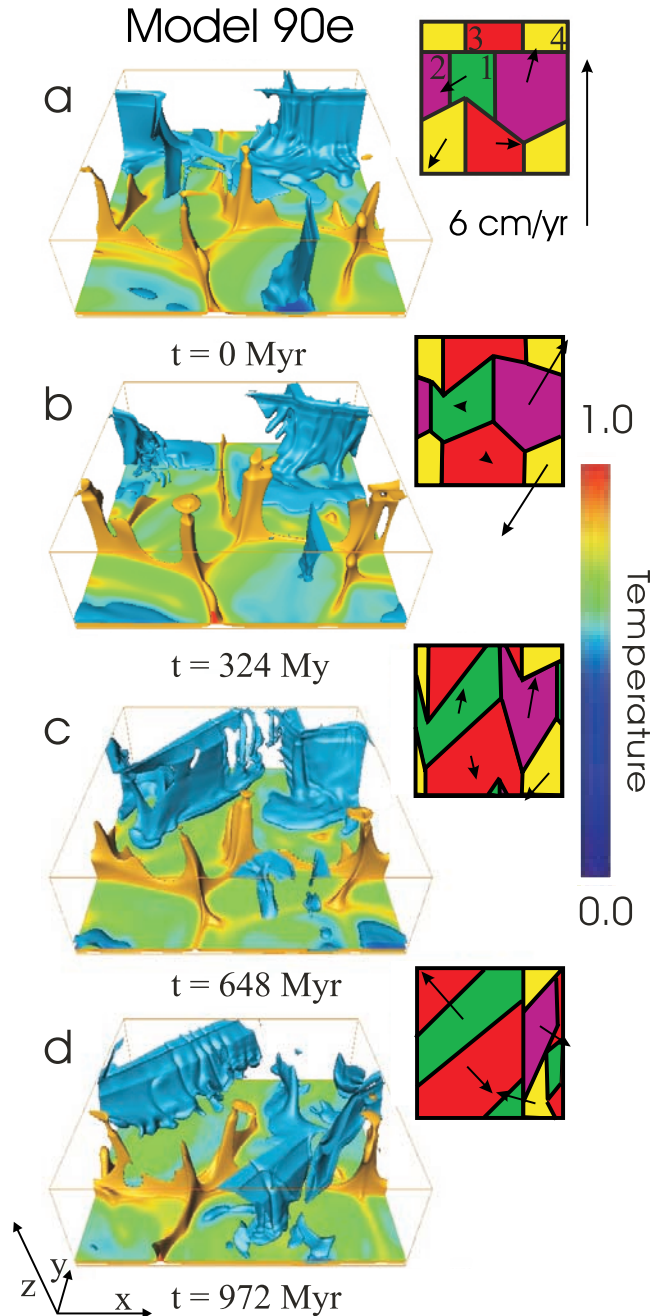 Model 90e
a
3 4
2 1
6 cm/yr
t = 0 Myr
b
1.0
t = 324 My
Temperature
c
0.0
t = 648 Myr
d
z y x
t = 972 Myr